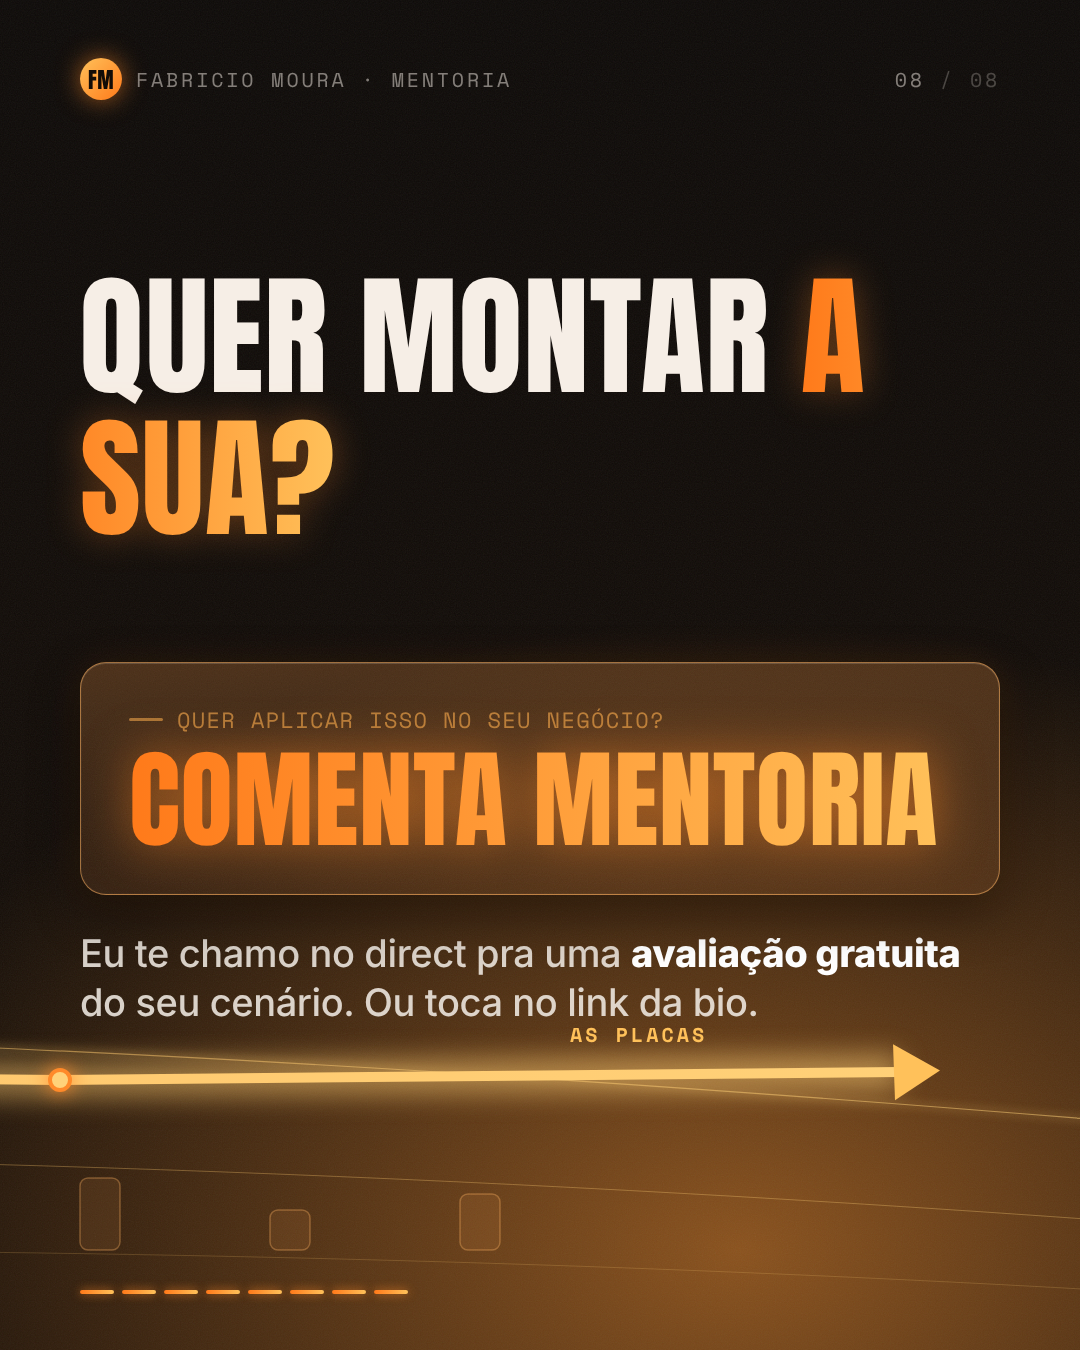 FM FABRICIO MOURA · MENTORIA
08 / 08
QUER MONTAR A
SUA?
QUER APLICAR ISSO NO SEU NEGÓCIO?
COMENTA MENTORIA
Eu te chamo no direct pra uma avaliação gratuita
do seu cenário. Ou toca no link da bio.
AS PLACAS